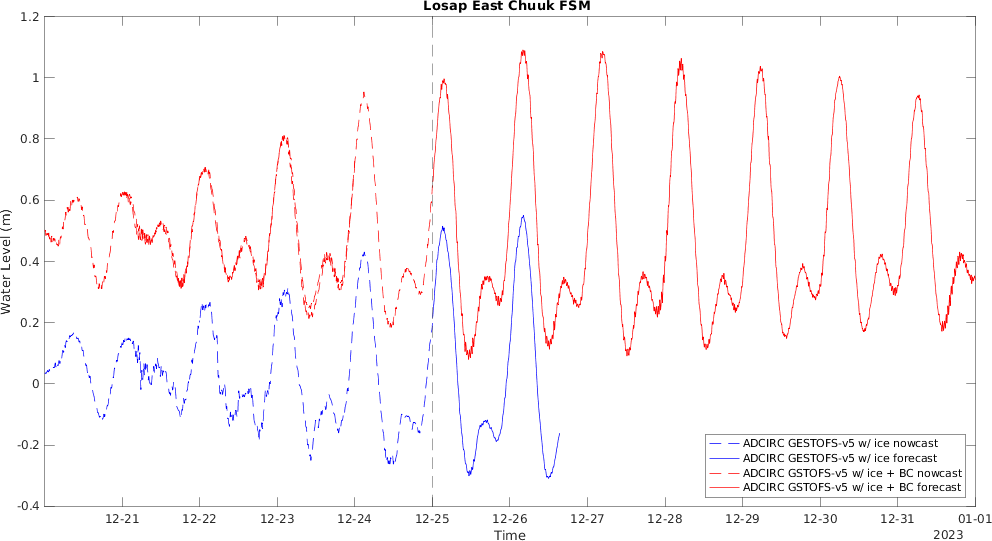 Losap East Chuuk FSM
Water Level (m)
1.2
1
0.8
0.6
0.4
0.2
0
-0.2
-0.4
ADCIRC GESTOFS-v5 w/ ice nowcast
ADCIRC GESTOFS-v5 w/ ice forecast
ADCIRC GSTOFS-v5 w/ ice + BC nowcast
ADCIRC GSTOFS-v5 w/ ice + BC forecast
12-21 12-22 12-23 12-24 12-25 12-26 12-27 12-28 12-29 12-30 12-31 01-01
Time 2023